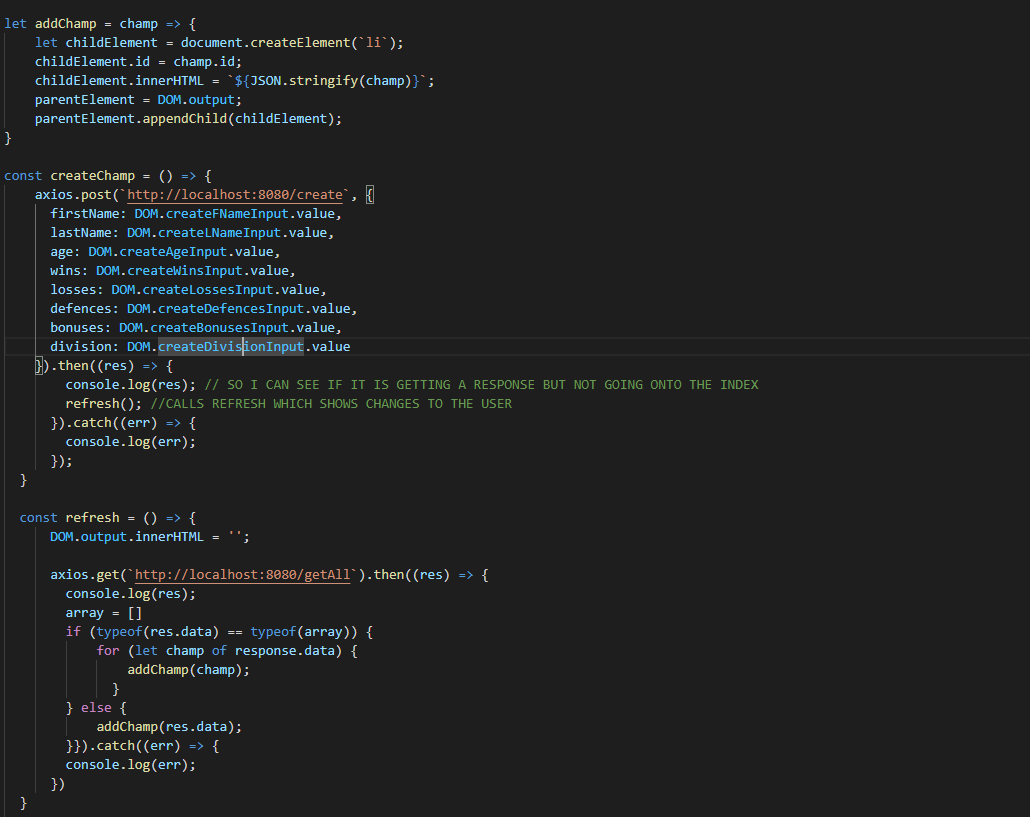 let addChamp = champ => {
    let childElement = document.createElement(`li`);
    childElement.id = champ.id;
    childElement.innerHTML = `${JSON.stringify(champ)}`;
    parentElement = DOM.output;
    parentElement.appendChild(childElement);
}
const createChamp = () => {
    axios.post(`http://localhost:8080/create`, {
      firstName: DOM.createFNameInput.value,
      lastName: DOM.createLNameInput.value,
      age: DOM.createAgeInput.value,
      wins: DOM.createWinsInput.value,
      losses: DOM.createLossesInput.value,
      defences: DOM.createDefencesInput.value,
      bonuses: DOM.createBonusesInput.value,
      division: DOM.createDivisionInput.value
    }).then((res) => {
        console.log(res); // SO I CAN SEE IF IT IS GETTING A RESPONSE BUT NOT GOING ONTO THE INDEX
        refresh(); //CALLS REFRESH WHICH SHOWS CHANGES TO THE USER
      }).catch((err) => {
        console.log(err);
      });
  }
  const refresh = () => {
      DOM.output.innerHTML = '';
      axios.get(`http://localhost:8080/getAll`).then((res) => {
        console.log(res);
        array = []
        if (typeof(res.data) == typeof(array)) {
            for (let champ of response.data) {
                addChamp(champ);
              }
        } else {
            addChamp(res.data);
        }}).catch((err) => {
        console.log(err);
      })
  }